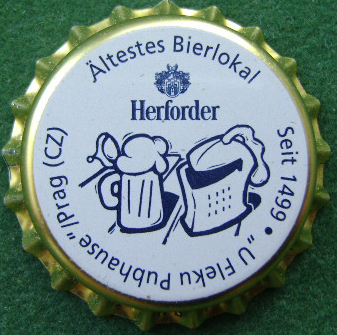 Ältestes Bierlokal
Seit 1499 • „U Fleku Pubhause"/Prag (CZ)
Herforder